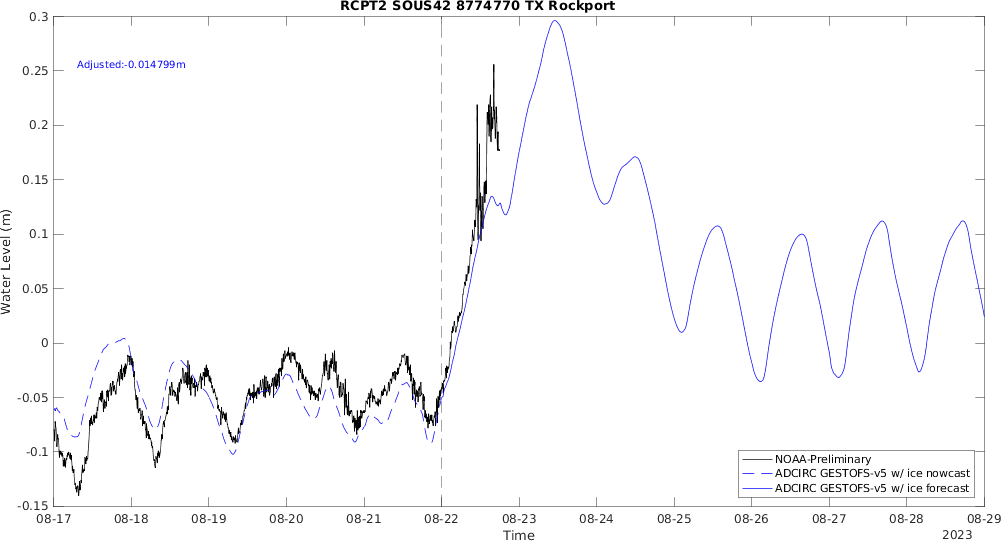 RCPT2 SOUS42 8774770 TX Rockport
Adjusted:-0.014799m
0.3
0.25
0.2
0.15
0.1
0.05
0
-0.05
-0.1
-0.15
Water Level (m)
NOAA-Preliminary
ADCIRC GESTOFS-v5 w/ ice nowcast
ADCIRC GESTOFS-v5 w/ ice forecast
08-17 08-18 08-19 08-20 08-21 08-22 08-23 08-24 08-25 08-26 08-27 08-28 08-29
Time
2023